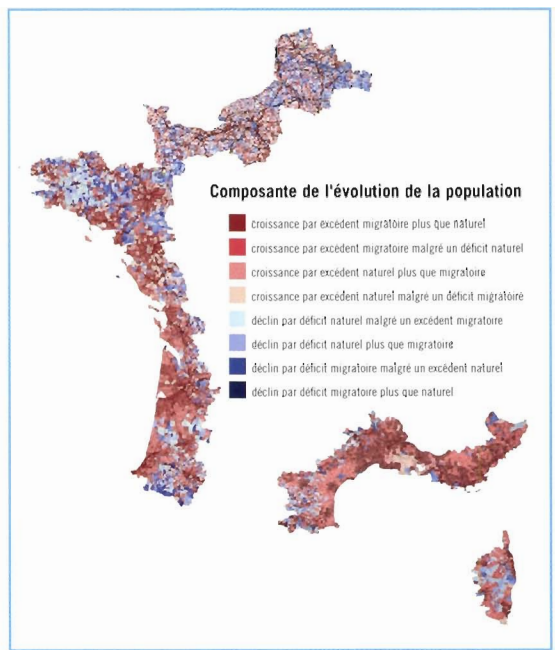 Composante de l'évolution de la population
croissance par excédent migratoire plus que naturel
croissance par excédent migratoire malgré un déficit naturel
croissance par excédent naturel plus que migratoire
croissance par excédent naturel malgré un déficit migratoire
déclin par déficit naturel malgré un excédent migratoire
déclin par déficit naturel plus que migratoire
déclin par déficit migratoire malgré un excédent naturel
déclin par déficit migratoire plus que naturel